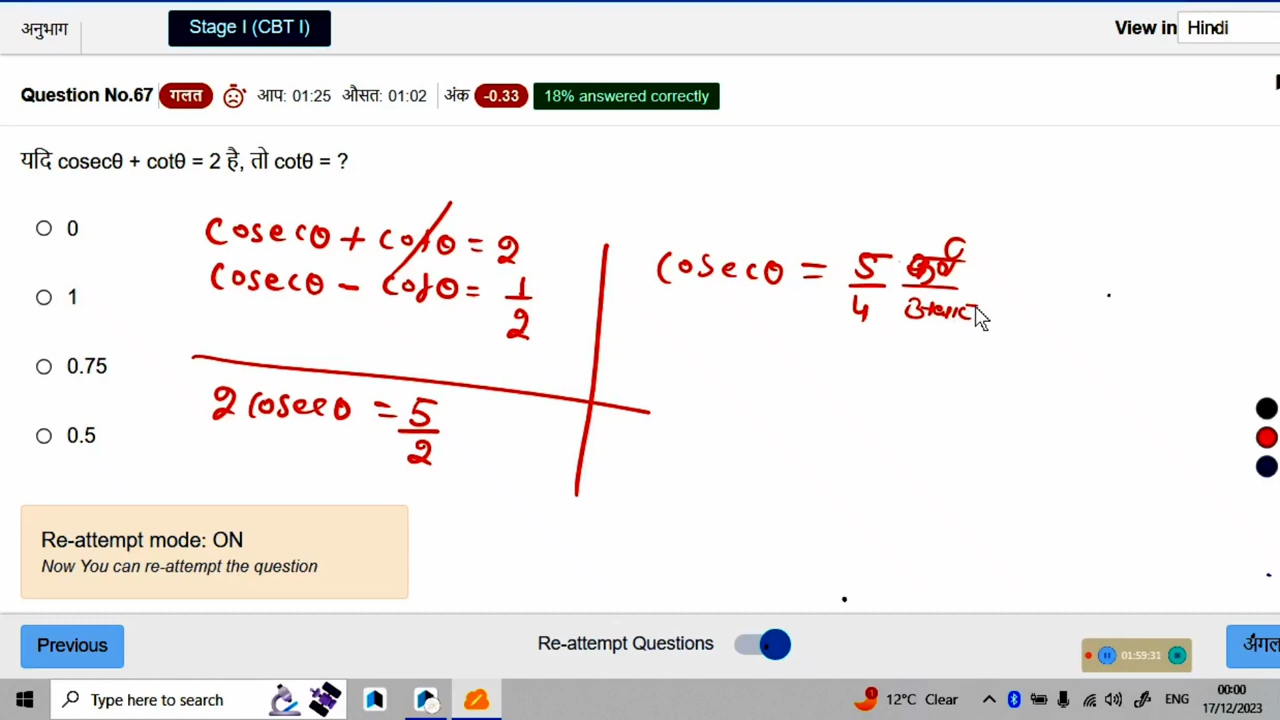 अनुभाग
Stage I (CBT I)
View in Hindi
Question No.67 गलत आप: 01:25 औसत: 01:02 अंक -0.33 18% answered correctly
यदि cosecθ + cotθ = 2 है, तो cotθ = ?
0
1
0.75
0.5
cosecθ + cotθ = 2
cosecθ - cotθ = 1/2
2 cosecθ = 5/2
cosecθ = 5/4
Re-attempt mode: ON
Now You can re-attempt the question
Previous
Re-attempt Questions
01:59:31
Type here to search
1
12°C Clear
ENG
00:00
17/12/2023